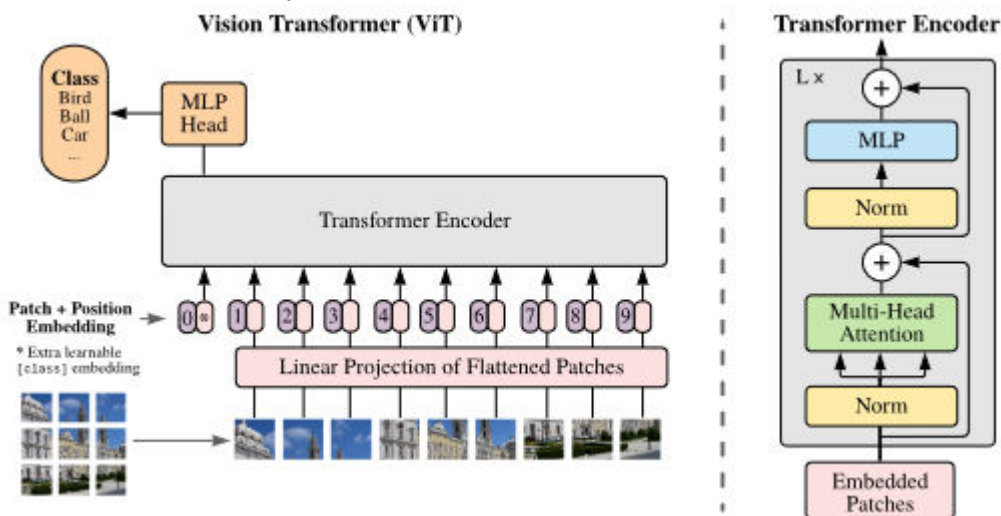 Vision Transformer (ViT)
Class
Bird
Ball
Car
...
MLP
Head
Transformer Encoder
Patch + Position
Embedding
* Extra learnable
[class] embedding
0 * 1 2 3 4 5 6 7 8 9
Linear Projection of Flattened Patches
Transformer Encoder
L ×
+
MLP
Norm
+
Multi-Head
Attention
Norm
Embedded
Patches